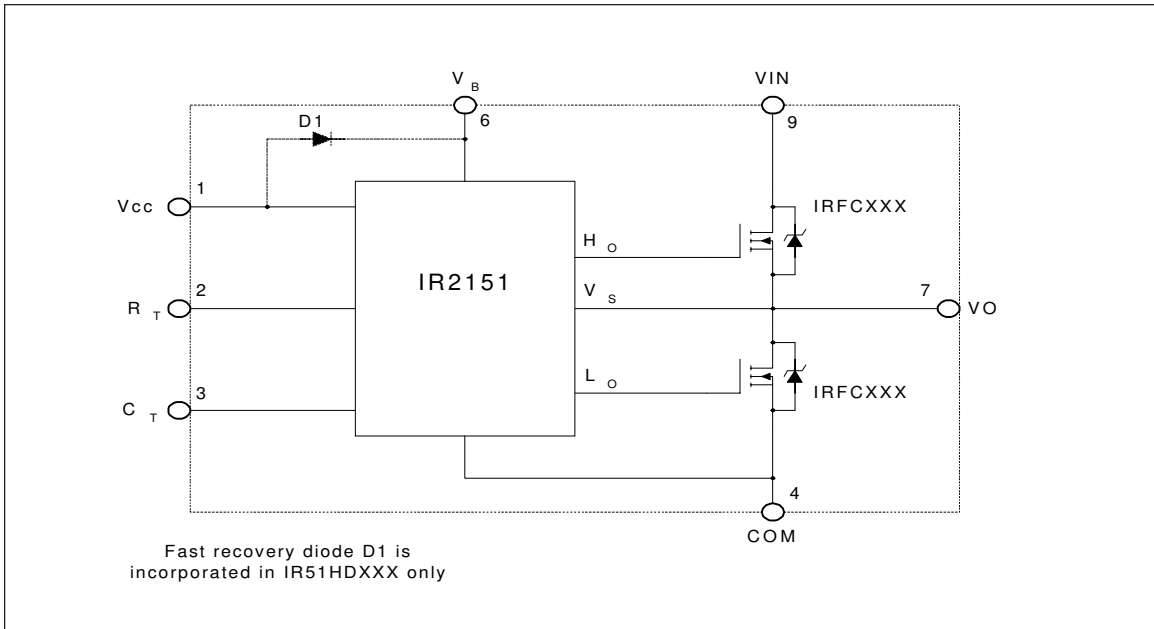 V B
VIN
6
9
D1
1
Vcc
IRFCXXX
H O
IR2151
2
R T
V S
7
VO
L O
3
C T
IRFCXXX
4
COM
Fast recovery diode D1 is
incorporated in IR51HDXXX only